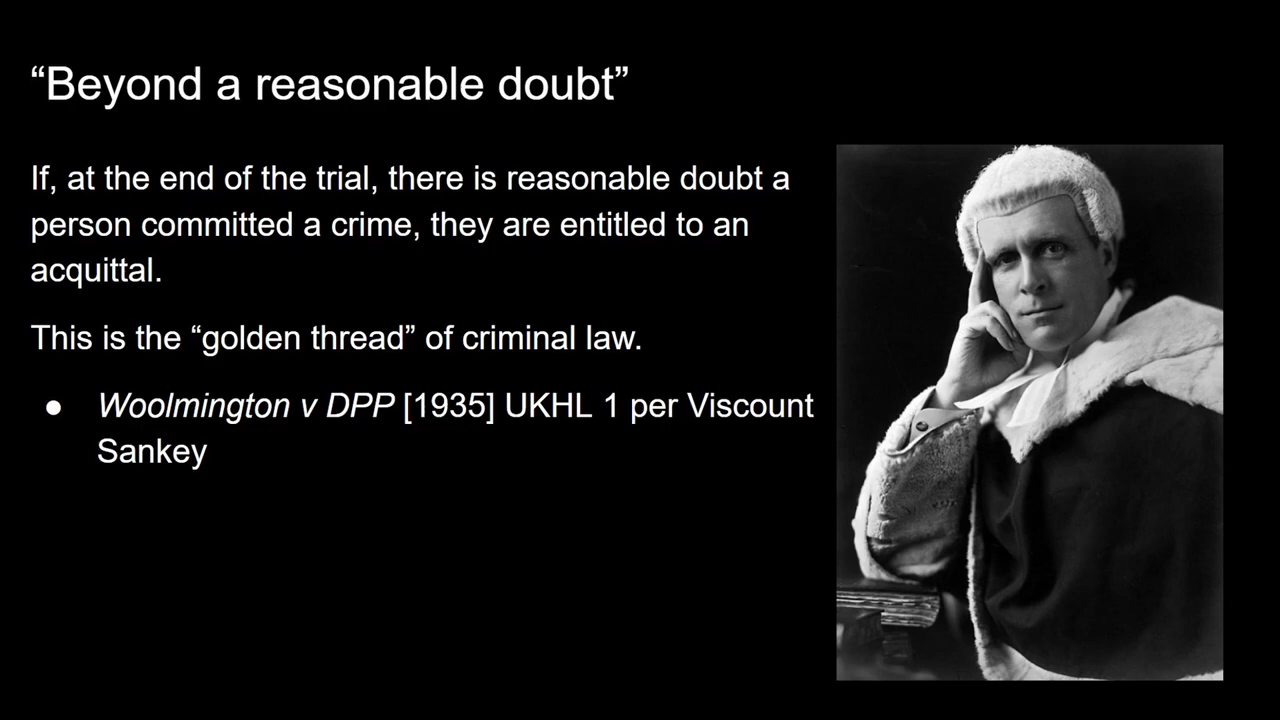 “Beyond a reasonable doubt”
If, at the end of the trial, there is reasonable doubt a
person committed a crime, they are entitled to an
acquittal.
This is the “golden thread” of criminal law.
● Woolmington v DPP [1935] UKHL 1 per Viscount
Sankey